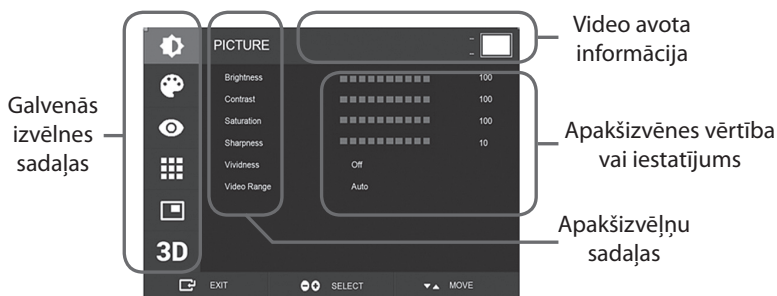 Video avota
informācija
PICTURE
Brightness 100
Contrast 100
Saturation 100
Sharpness 10
Vividness Off
Video Range Auto
3D
EXIT SELECT MOVE
Galvenās
izvēlnes
sadaļas
Apakšizvēnes vērtība
vai iestatījums
Apakšizvēļņu
sadaļas